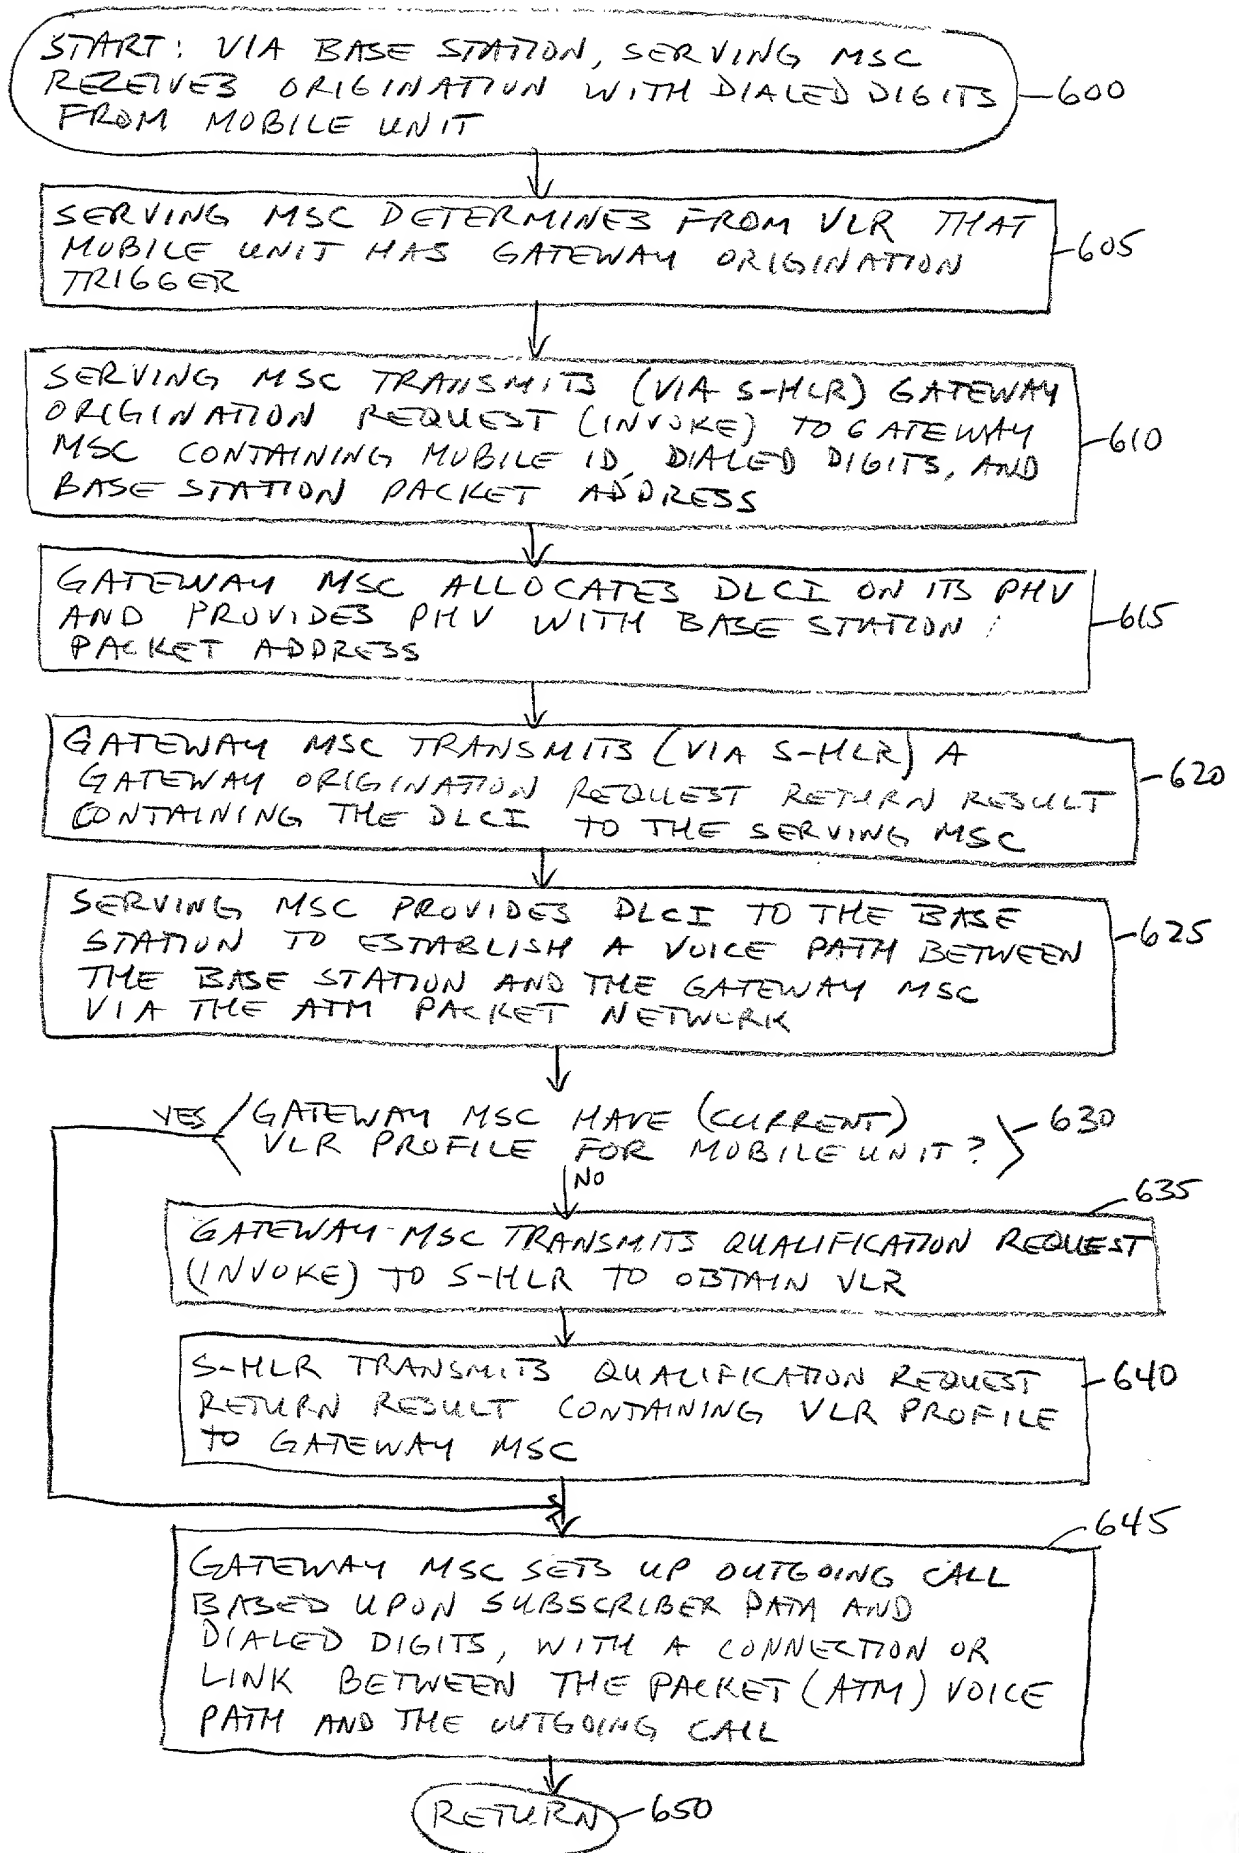 START: VIA BASE STATION, SERVING MSC
RECEIVES ORIGINATION WITH DIALED DIGITS
FROM MOBILE UNIT
600
SERVING MSC DETERMINES FROM VLR THAT
MOBILE UNIT HAS GATEWAY ORIGINATION
TRIGGER
605
SERVING MSC TRANSMITS (VIA S-HLR) GATEWAY
ORIGINATION REQUEST (INVOKE) TO GATEWAY
MSC CONTAINING MOBILE ID, DIALED DIGITS, AND
BASE STATION PACKET ADDRESS
610
GATEWAY MSC ALLOCATES DLCI ON ITS PHV
AND PROVIDES PHV WITH BASE STATION
PACKET ADDRESS
615
GATEWAY MSC TRANSMITS (VIA S-HLR) A
GATEWAY ORIGINATION REQUEST RETURN RESULT
CONTAINING THE DLCI TO THE SERVING MSC
620
SERVING MSC PROVIDES DLCI TO THE BASE
STATION TO ESTABLISH A VOICE PATH BETWEEN
THE BASE STATION AND THE GATEWAY MSC
VIA THE ATM PACKET NETWORK
625
YES
GATEWAY MSC HAVE (CURRENT)
VLR PROFILE FOR MOBILE UNIT?
630
NO
635
GATEWAY MSC TRANSMITS QUALIFICATION REQUEST
(INVOKE) TO S-HLR TO OBTAIN VLR
S-HLR TRANSMITS QUALIFICATION REQUEST
RETURN RESULT CONTAINING VLR PROFILE
TO GATEWAY MSC
640
645
GATEWAY MSC SETS UP OUTGOING CALL
BASED UPON SUBSCRIBER DATA AND
DIALED DIGITS, WITH A CONNECTION OR
LINK BETWEEN THE PACKET (ATM) VOICE
PATH AND THE OUTGOING CALL
RETURN
650